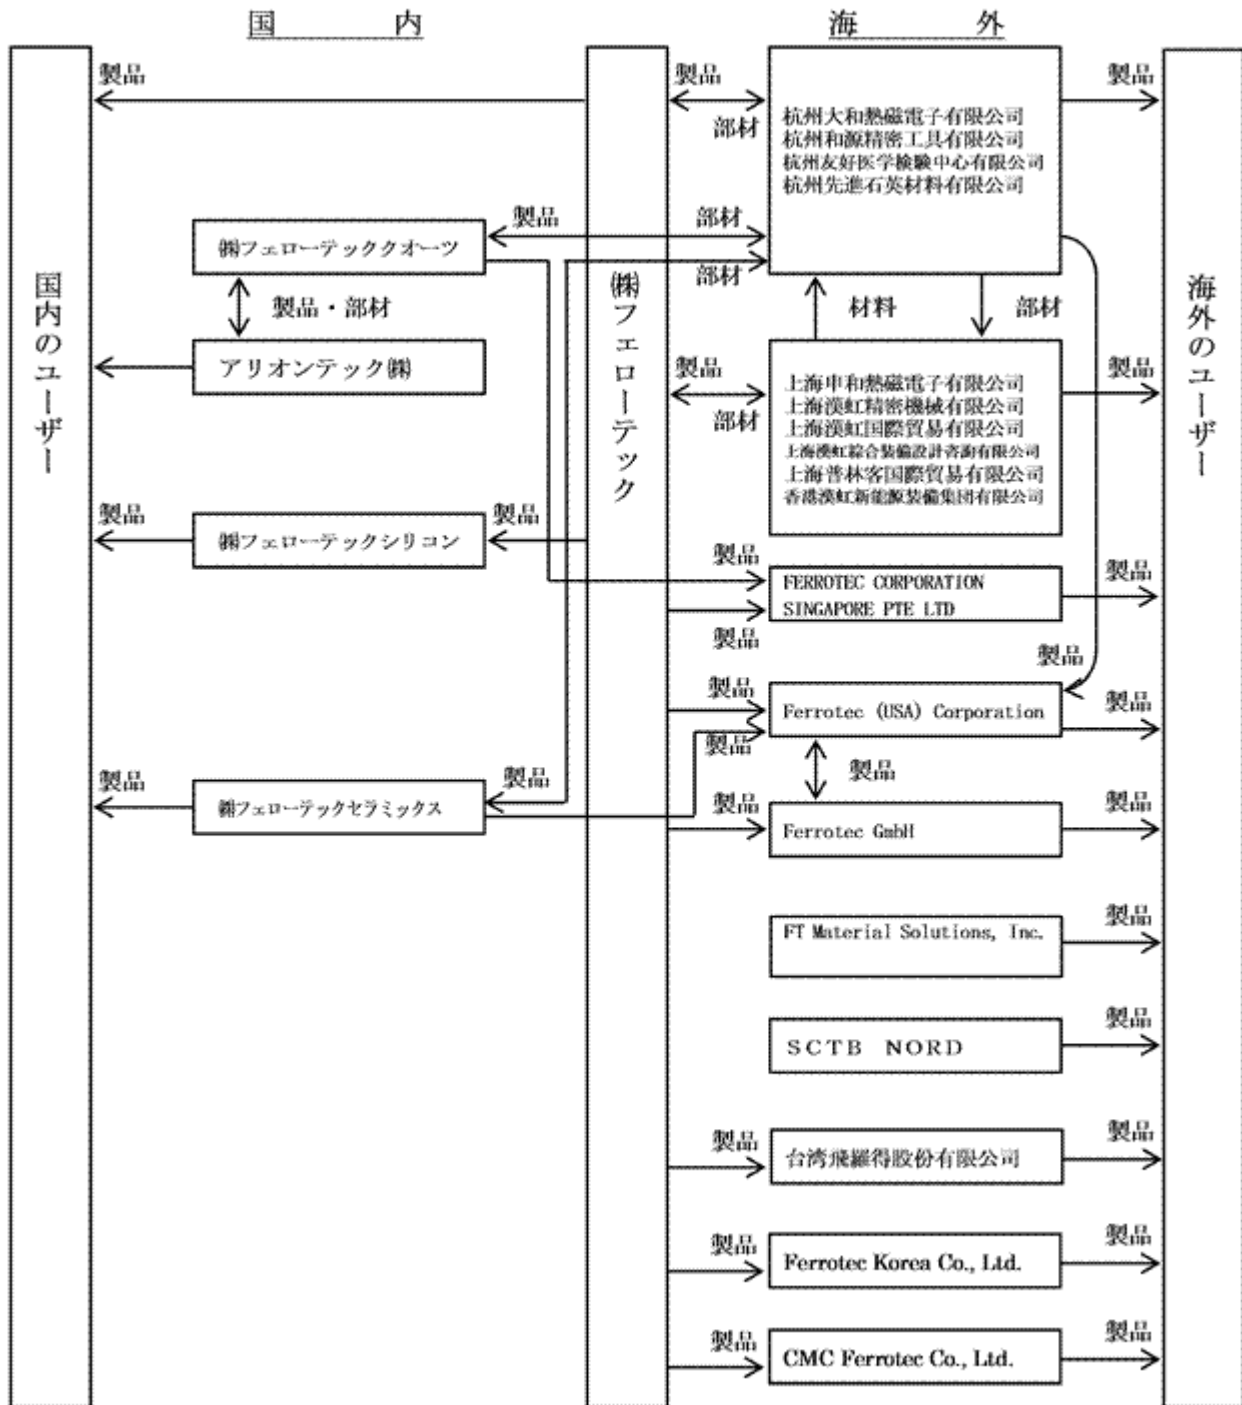 国　　　内
海　　　外
国内のユーザー
㈱フェローテック
海外のユーザー
製品
製品
部材
杭州大和熱磁電子有限公司
杭州和源精密工具有限公司
杭州友好医学検験中心有限公司
杭州先進石英材料有限公司
製品
㈱フェローテッククオーツ
製品
部材
部材
製品・部材
材料
部材
アリオンテック㈱
製品
部材
上海申和熱磁電子有限公司
上海漢虹精密機械有限公司
上海漢虹国際貿易有限公司
上海漢虹綜合装備設計咨詢有限公司
上海普林客国際貿易有限公司
香港漢虹新能源装備集団有限公司
製品
製品
㈱フェローテックシリコン
製品
製品
FERROTEC CORPORATION
SINGAPORE PTE LTD
製品
製品
製品
製品
Ferrotec (USA) Corporation
製品
製品
製品
製品
㈱フェローテックセラミックス
製品
製品
Ferrotec GmbH
製品
FT Material Solutions, Inc.
製品
ＳＣＴＢ　ＮＯＲＤ
製品
製品
台湾飛羅得股份有限公司
製品
製品
Ferrotec Korea Co., Ltd.
製品
製品
CMC Ferrotec Co., Ltd.
製品